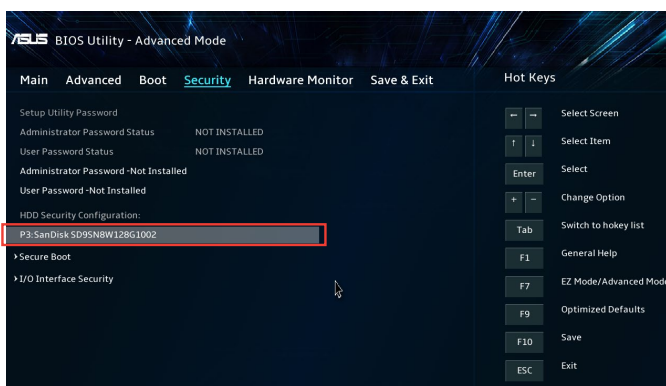 ASUS BIOS Utility - Advanced Mode
Main Advanced Boot Security Hardware Monitor Save & Exit
Setup Utility Password
Administrator Password Status NOT INSTALLED
User Password Status NOT INSTALLED
Administrator Password -Not Installed
User Password -Not Installed
HDD Security Configuration:
P3:SanDisk SD9SN8W128G1002
Secure Boot
I/O Interface Security
Hot Keys
← → Select Screen
↑ ↓ Select Item
Enter Select
+ − Change Option
Tab Switch to hokey list
F1 General Help
F7 EZ Mode/Advanced Mode
F9 Optimized Defaults
F10 Save
ESC Exit